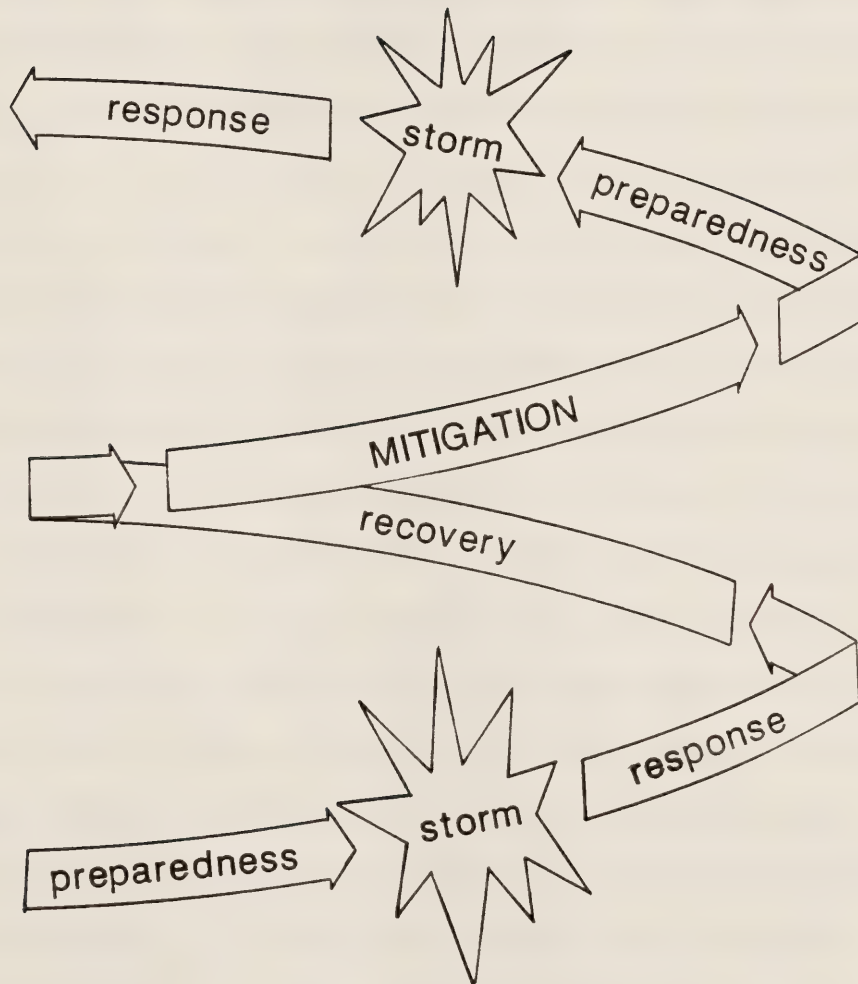 response
storm
preparedness
MITIGATION
recovery
response
storm
preparedness